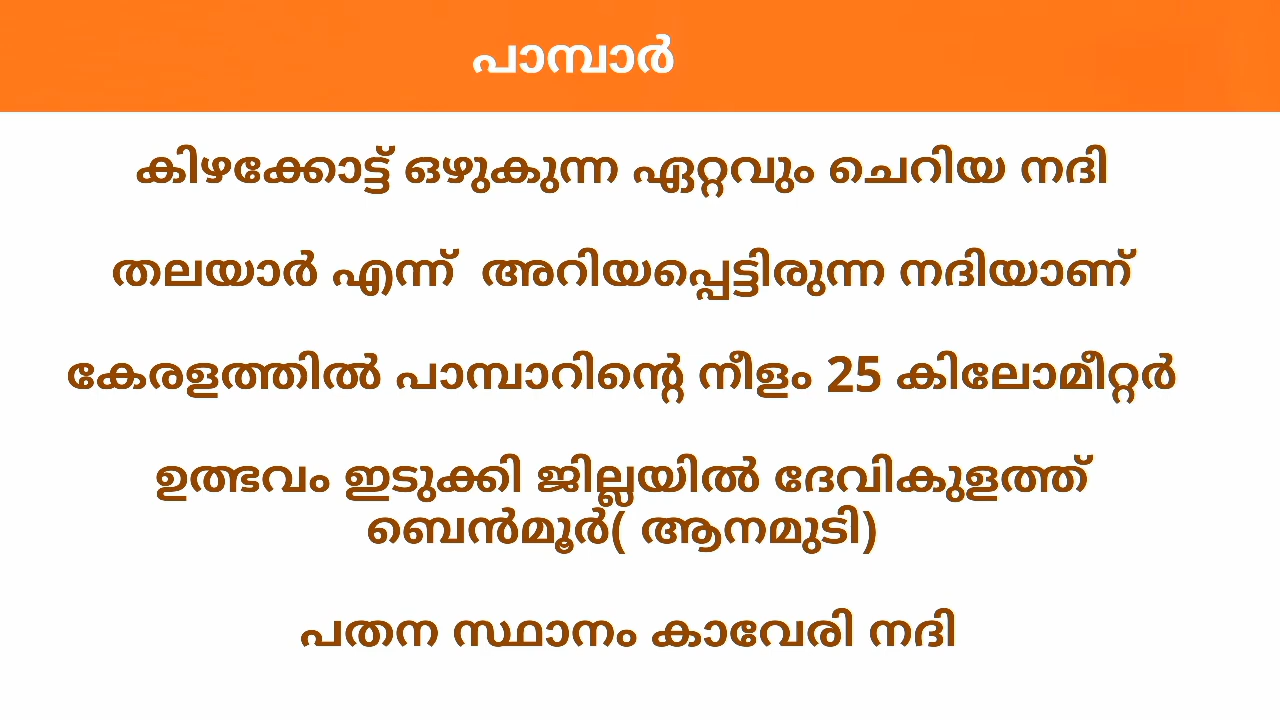 പാമ്പാർ
കിഴക്കോട്ട് ഒഴുകുന്ന ഏറ്റവും ചെറിയ നദി
തലയാർ എന്ന് അറിയപ്പെട്ടിരുന്ന നദിയാണ്
കേരളത്തിൽ പാമ്പാറിന്റെ നീളം 25 കിലോമീറ്റർ
ഉത്ഭവം ഇടുക്കി ജില്ലയിൽ ദേവികുളത്ത്
ബെൻമൂർ( ആനമുടി)
പതന സ്ഥാനം കാവേരി നദി